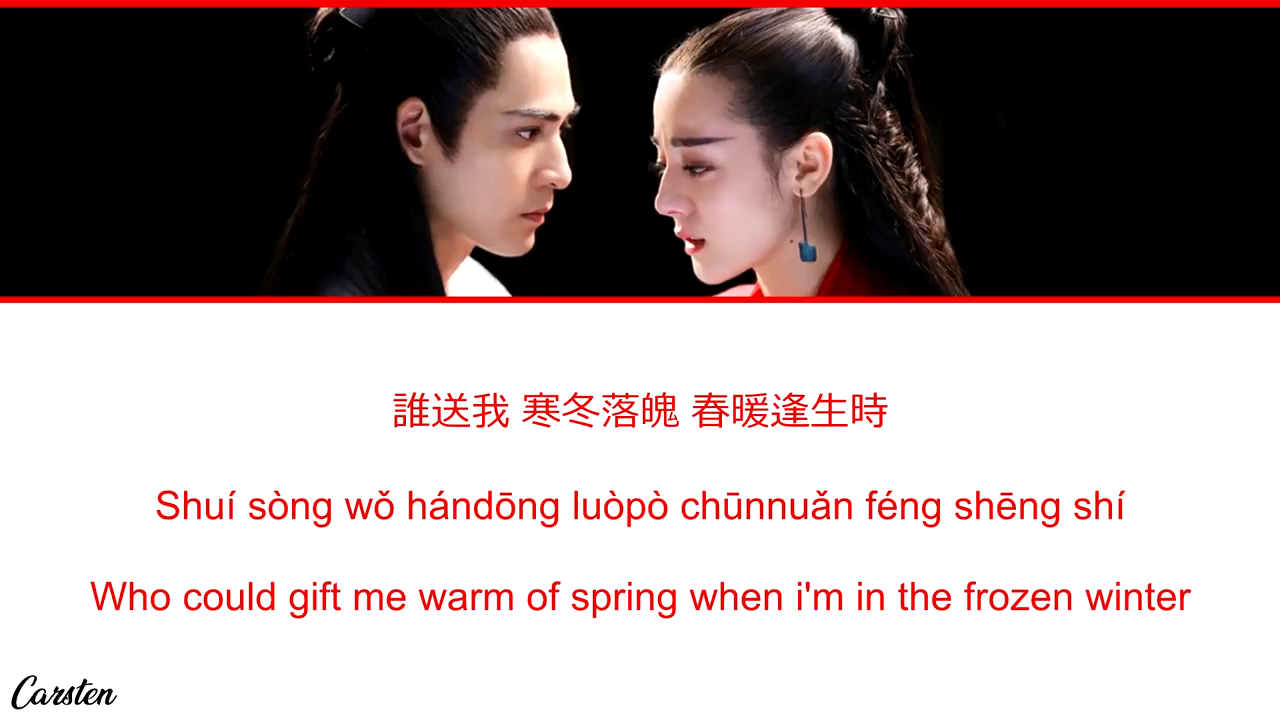 誰送我 寒冬落魄 春暖逢生時
Shuí sòng wǒ hándōng luòpò chūnnuǎn féng shēng shí
Who could gift me warm of spring when i'm in the frozen winter
Carsten